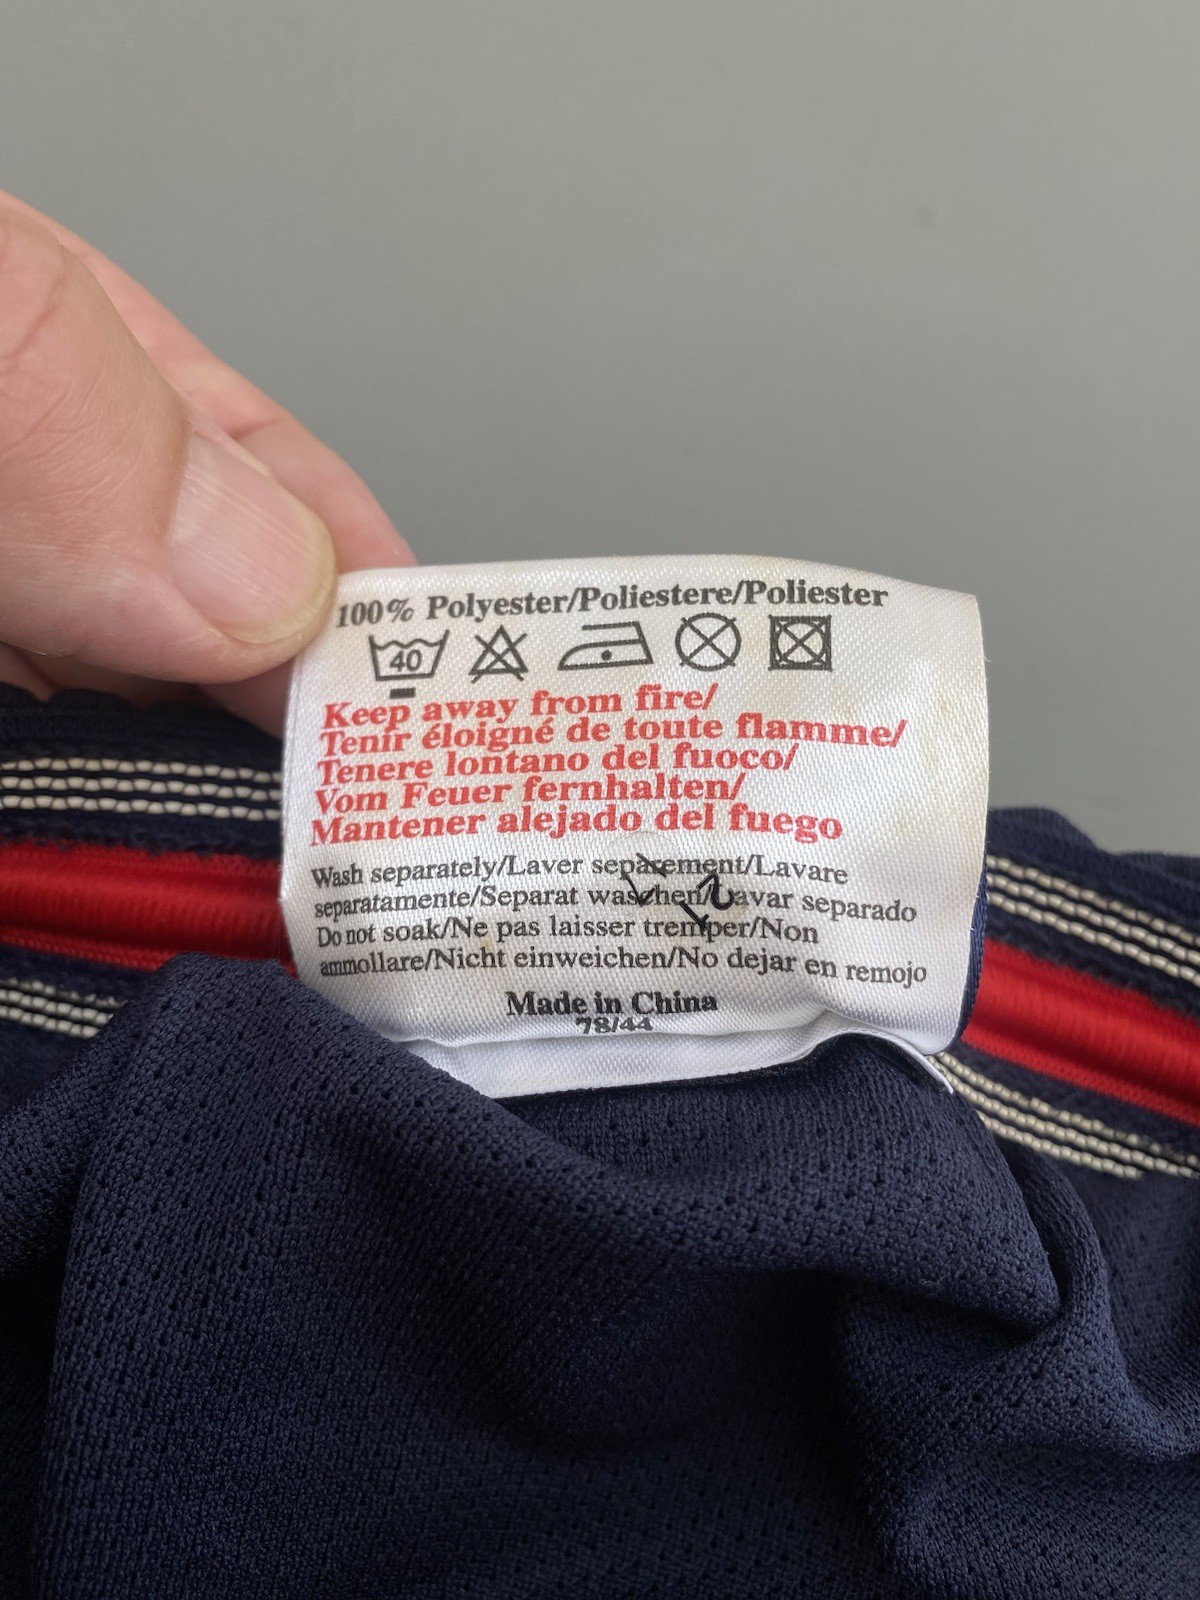 100% Polyester/Poliestere/Poliester
40
Keep away from fire/
Tenir éloigné de toute flamme/
Tenere lontano del fuoco/
Vom Feuer fernhalten/
Mantener alejado del fuego
Wash separately/Laver separement/Lavare
separatamente/Separat waschen/Lavar separado
Do not soak/Ne pas laisser tremper/Non
ammollare/Nicht einweichen/No dejar en remojo
Made in China
78/44